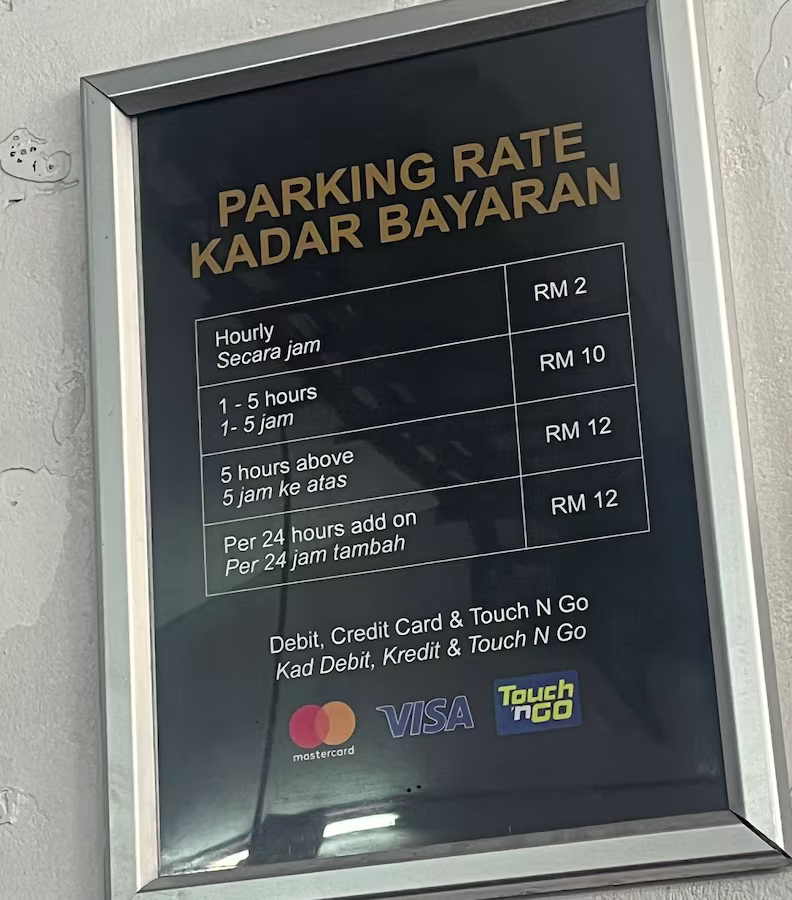 PARKING RATE
KADAR BAYARAN
Hourly
Secara jam
RM 2
1 - 5 hours
1- 5 jam
RM 10
5 hours above
5 jam ke atas
RM 12
Per 24 hours add on
Per 24 jam tambah
RM 12
Debit, Credit Card & Touch N Go
Kad Debit, Kredit & Touch N Go
mastercard
VISA
Touch
'n GO